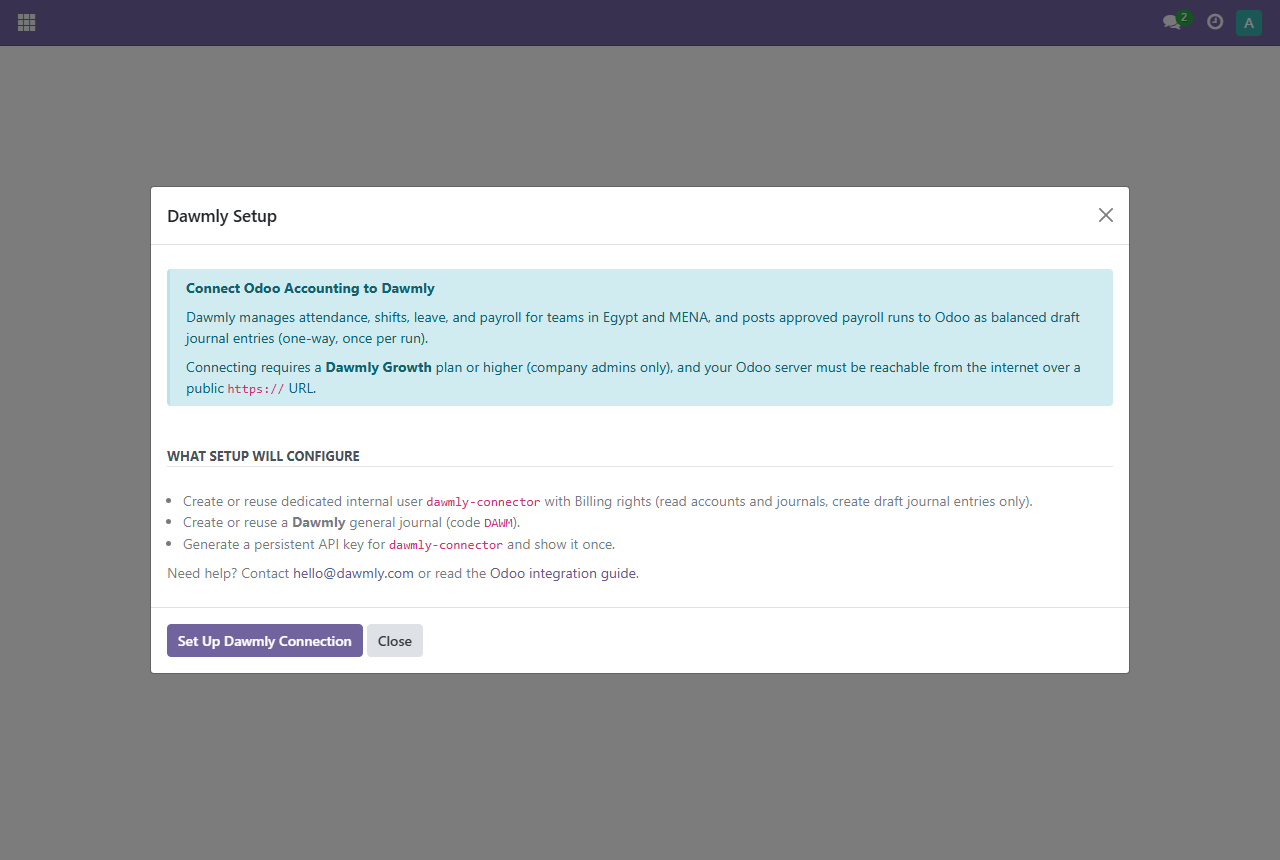 2
A
Dawmly Setup
Connect Odoo Accounting to Dawmly
Dawmly manages attendance, shifts, leave, and payroll for teams in Egypt and MENA, and posts approved payroll runs to Odoo as balanced draft
journal entries (one-way, once per run).
Connecting requires a Dawmly Growth plan or higher (company admins only), and your Odoo server must be reachable from the internet over a
public https:// URL.
WHAT SETUP WILL CONFIGURE
Create or reuse dedicated internal user dawmly-connector with Billing rights (read accounts and journals, create draft journal entries only).
Create or reuse a Dawmly general journal (code DAWM).
Generate a persistent API key for dawmly-connector and show it once.
Need help? Contact hello@dawmly.com or read the Odoo integration guide.
Set Up Dawmly Connection Close